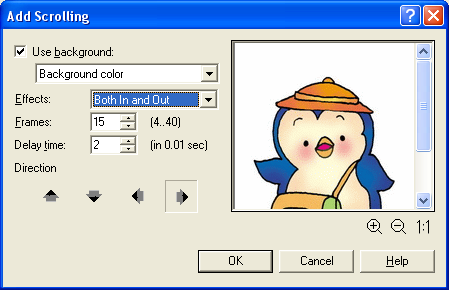 Add Scrolling
Use background:
Background color
Effects: Both In and Out
Frames: 15 (4..40)
Delay time: 2 (in 0.01 sec)
Direction
1:1
OK Cancel Help